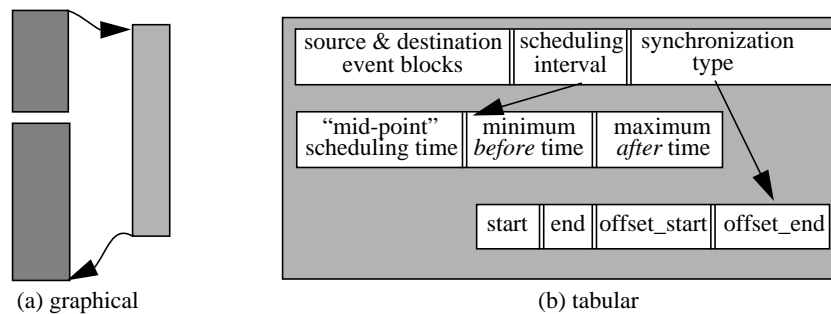 source & destination
event blocks
scheduling
interval
synchronization
type
“mid-point”
scheduling time
minimum
before time
maximum
after time
start
end
offset_start
offset_end
(a) graphical
(b) tabular